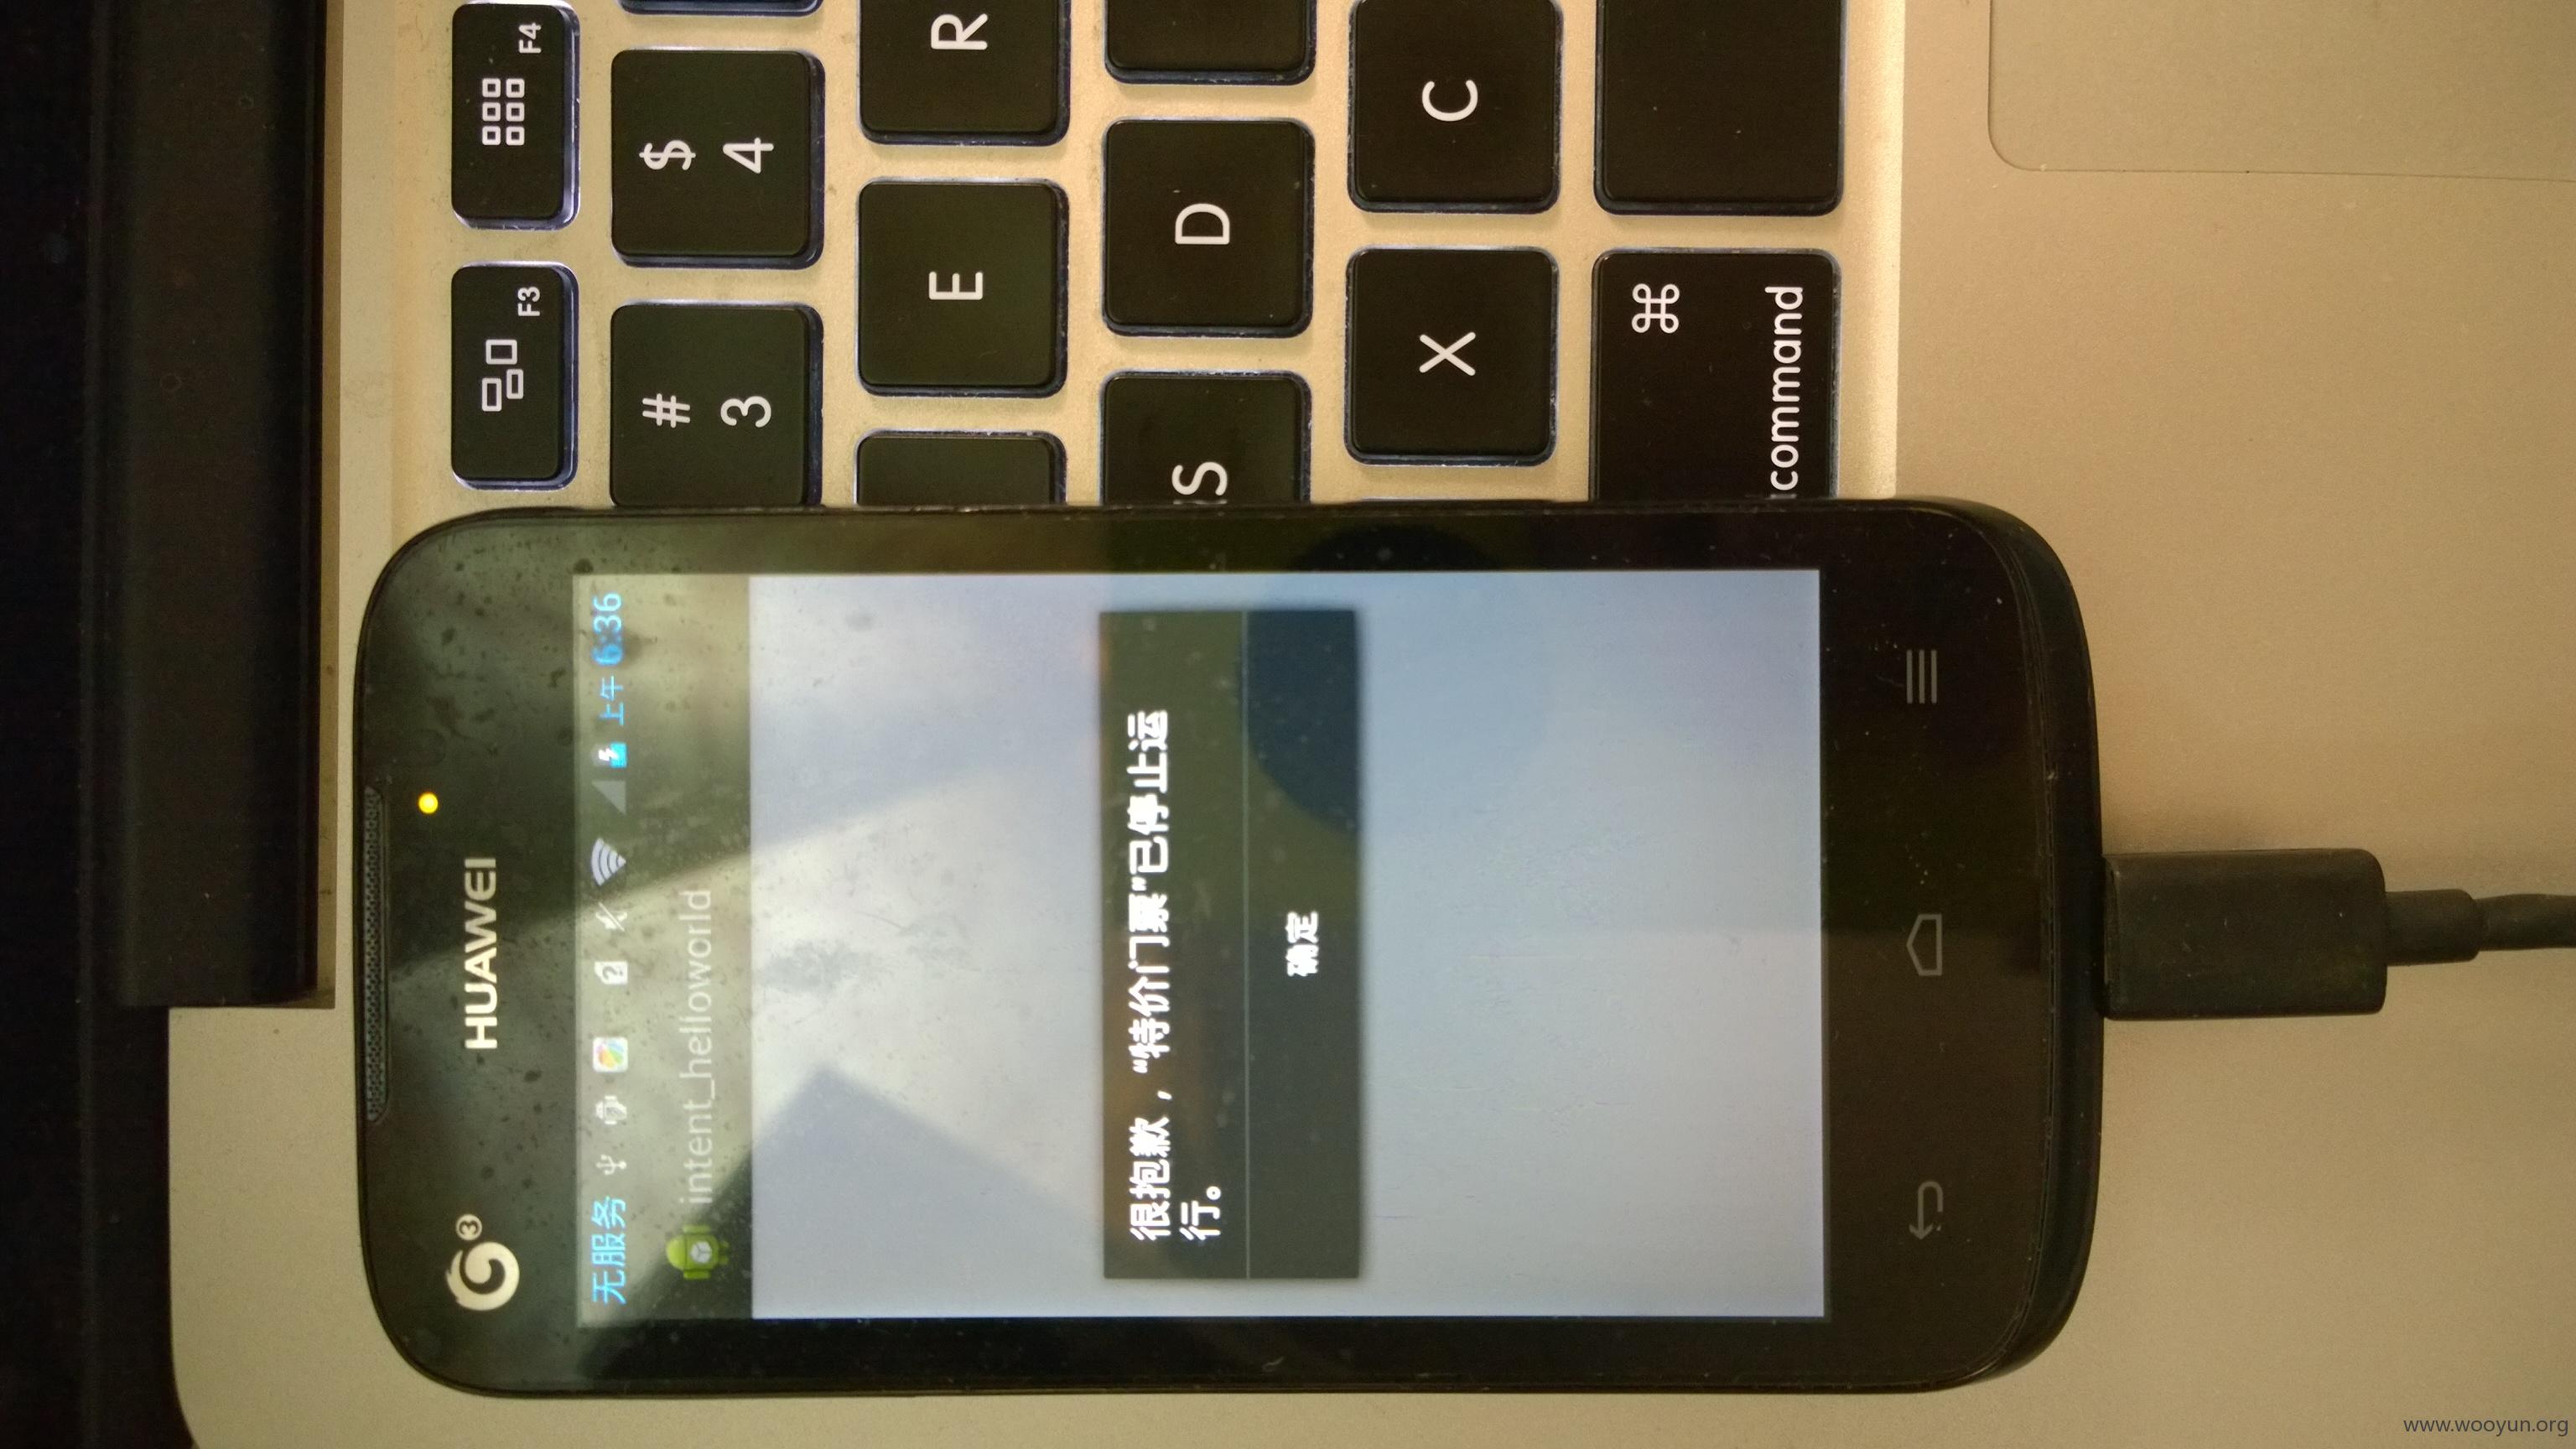 HUAWEI
3
无服务
上午 6:36
intent_helloworld
很抱歉，“特价门票”已停止运
行。
确定
F3
F4
# 3
$ 4
E
R
S
D
X
C
⌘
command
www.wooyun.org